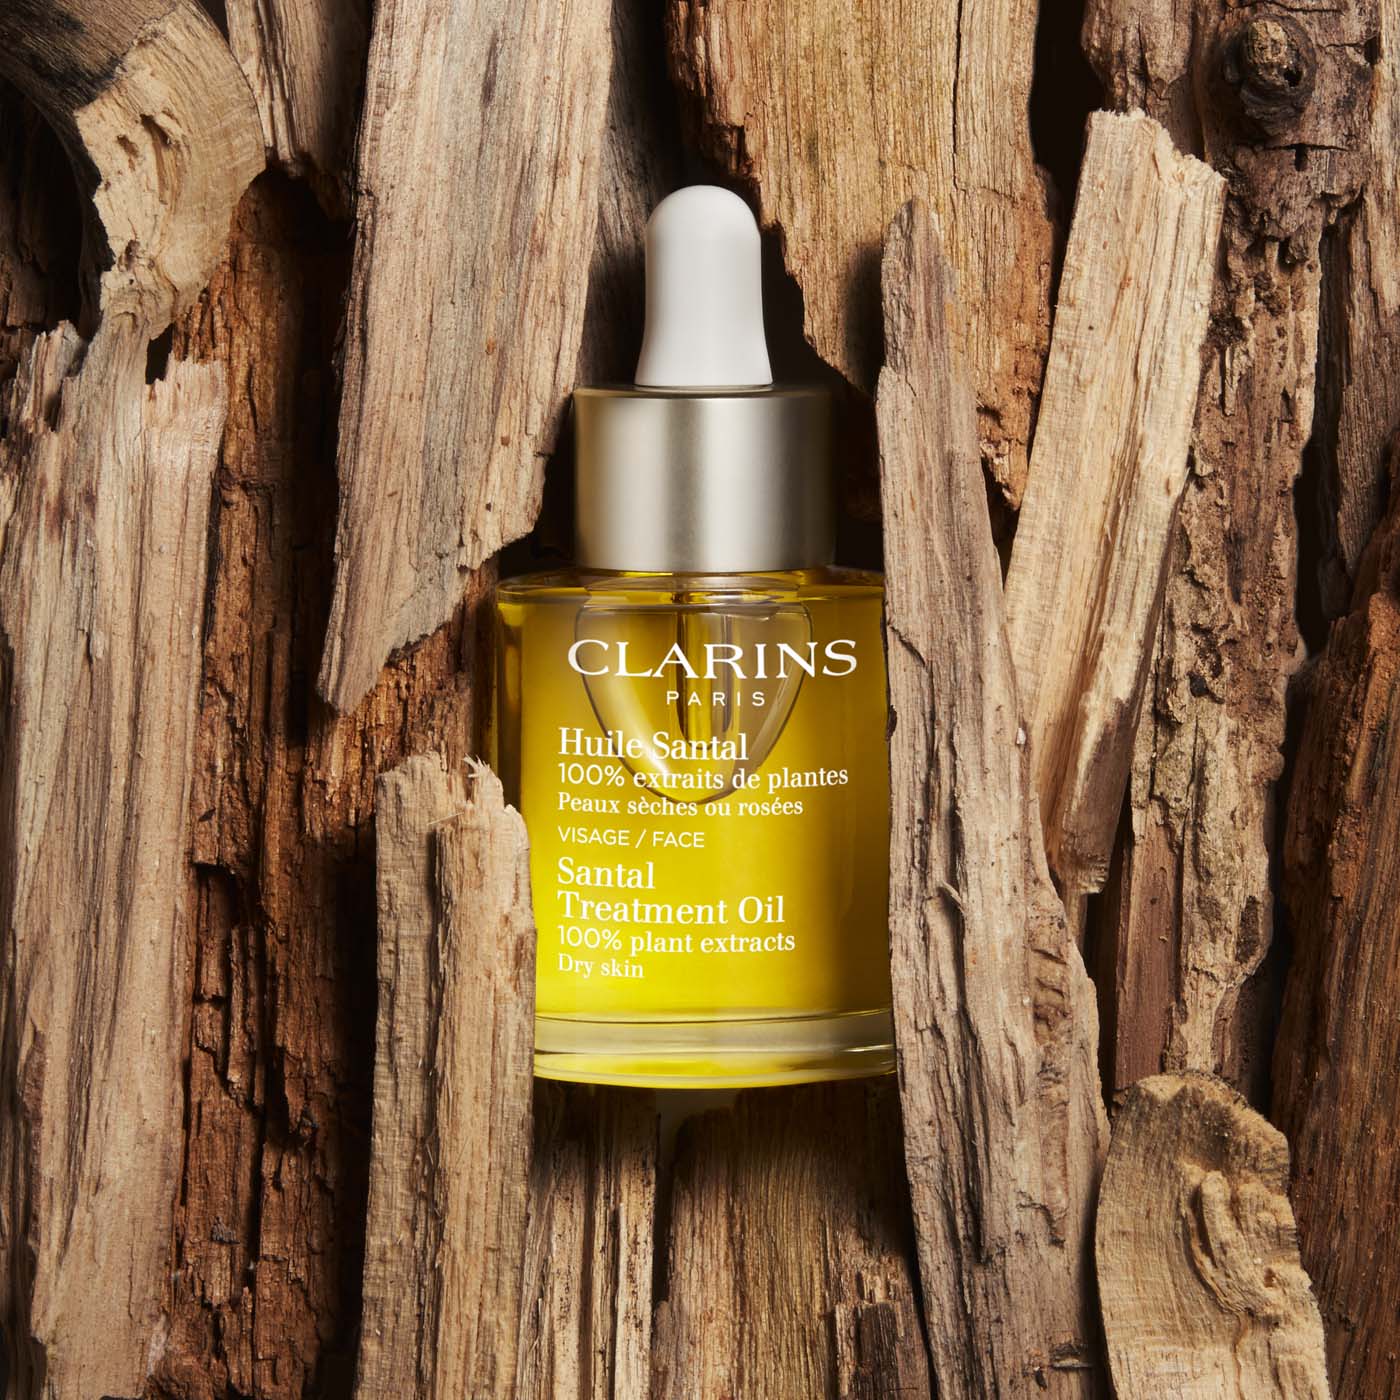 CLARINS
PARIS
Huile Santal
100% extraits de plantes
Peaux sèches ou rosées
VISAGE / FACE
Santal
Treatment Oil
100% plant extracts
Dry skin